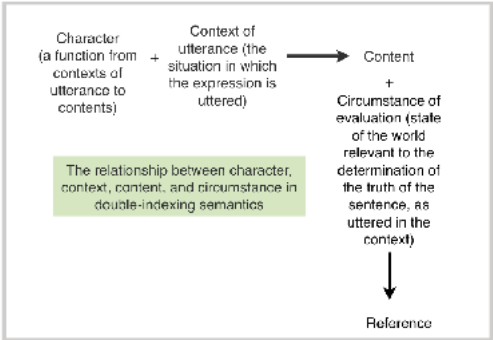 Character
(a function from
contexts of
utterance to
contents)
+
Context of
utterance (the
situation in which
the expression is
uttered)
Content
+
Circumstance of
evaluation (state
of the world
relevant to the
determination of
the truth of the
sentence, as
uttered in the
context)
The relationship between character,
context, content, and circumstance in
double-indexing semantics
Reference